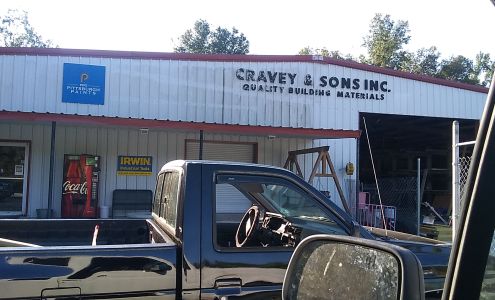 CRAVEY & SONS INC.
QUALITY BUILDING MATERIALS
PITTSBURGH
PAINTS
Coca-Cola
IRWIN